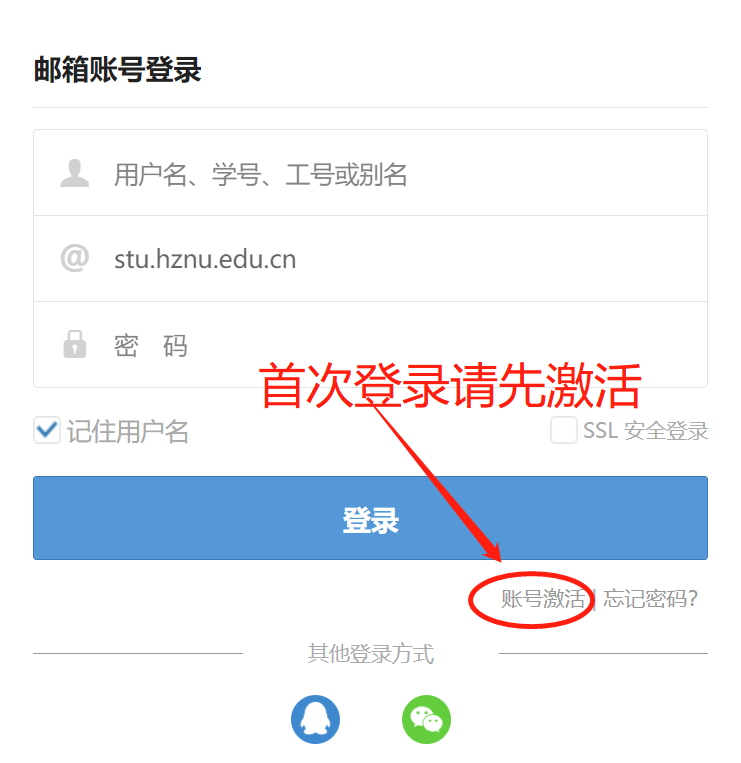 邮箱账号登录
用户名、学号、工号或别名
@ stu.hznu.edu.cn
密 码
首次登录请先激活
记住用户名 SSL 安全登录
登录
账号激活 | 忘记密码?
其他登录方式